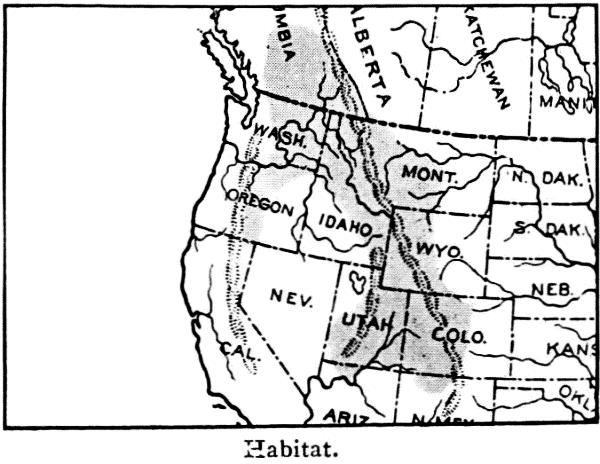 UMBIA
ALBERTA
KATCHEWAN
MANI
WASH.
MONT.
N. DAK.
OREGON
IDAHO
S. DAK.
WYO.
NEB.
NEV.
UTAH
COLO.
KANS
CAL.
OKL
ARIZ
N. MEX.
Habitat.